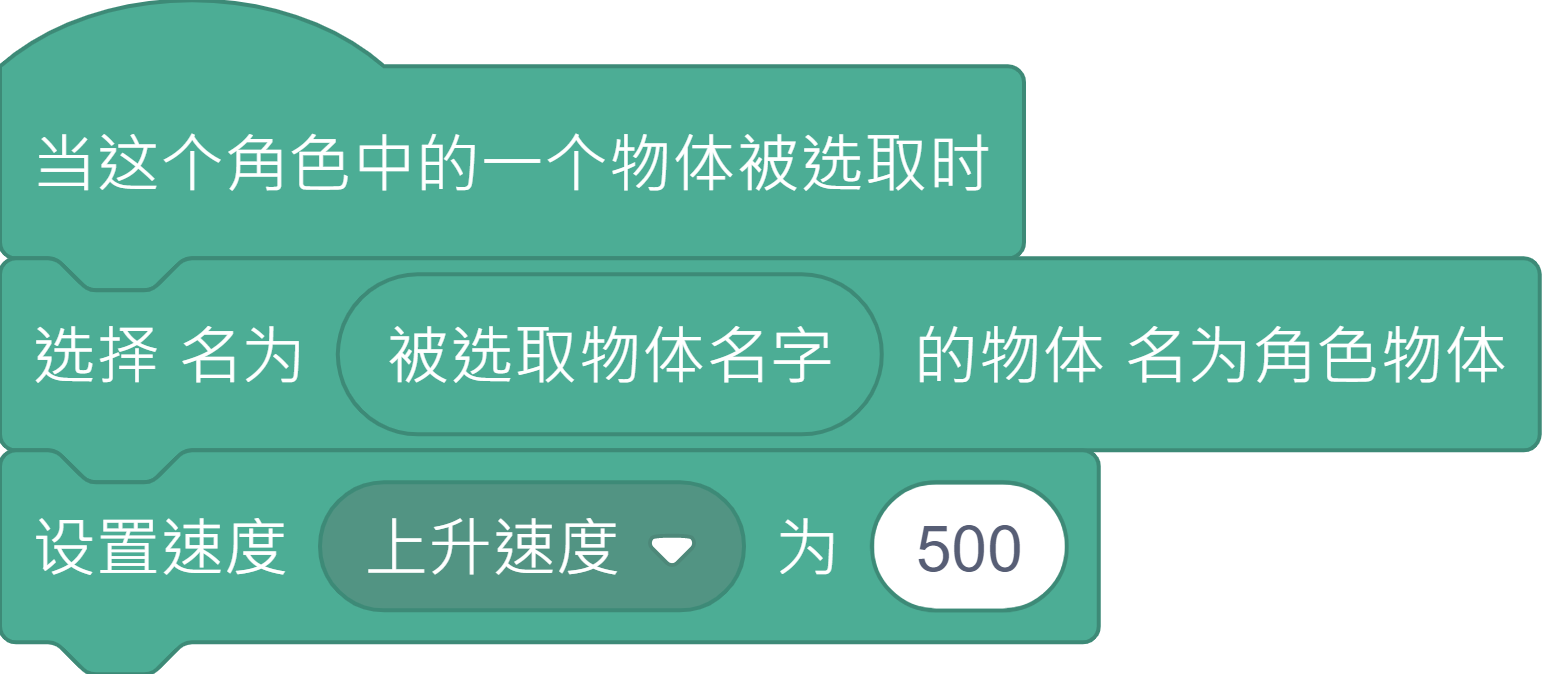 当这个角色中的一个物体被选取时
选择 名为 被选取物体名字 的物体 名为角色物体
设置速度 上升速度 为 500